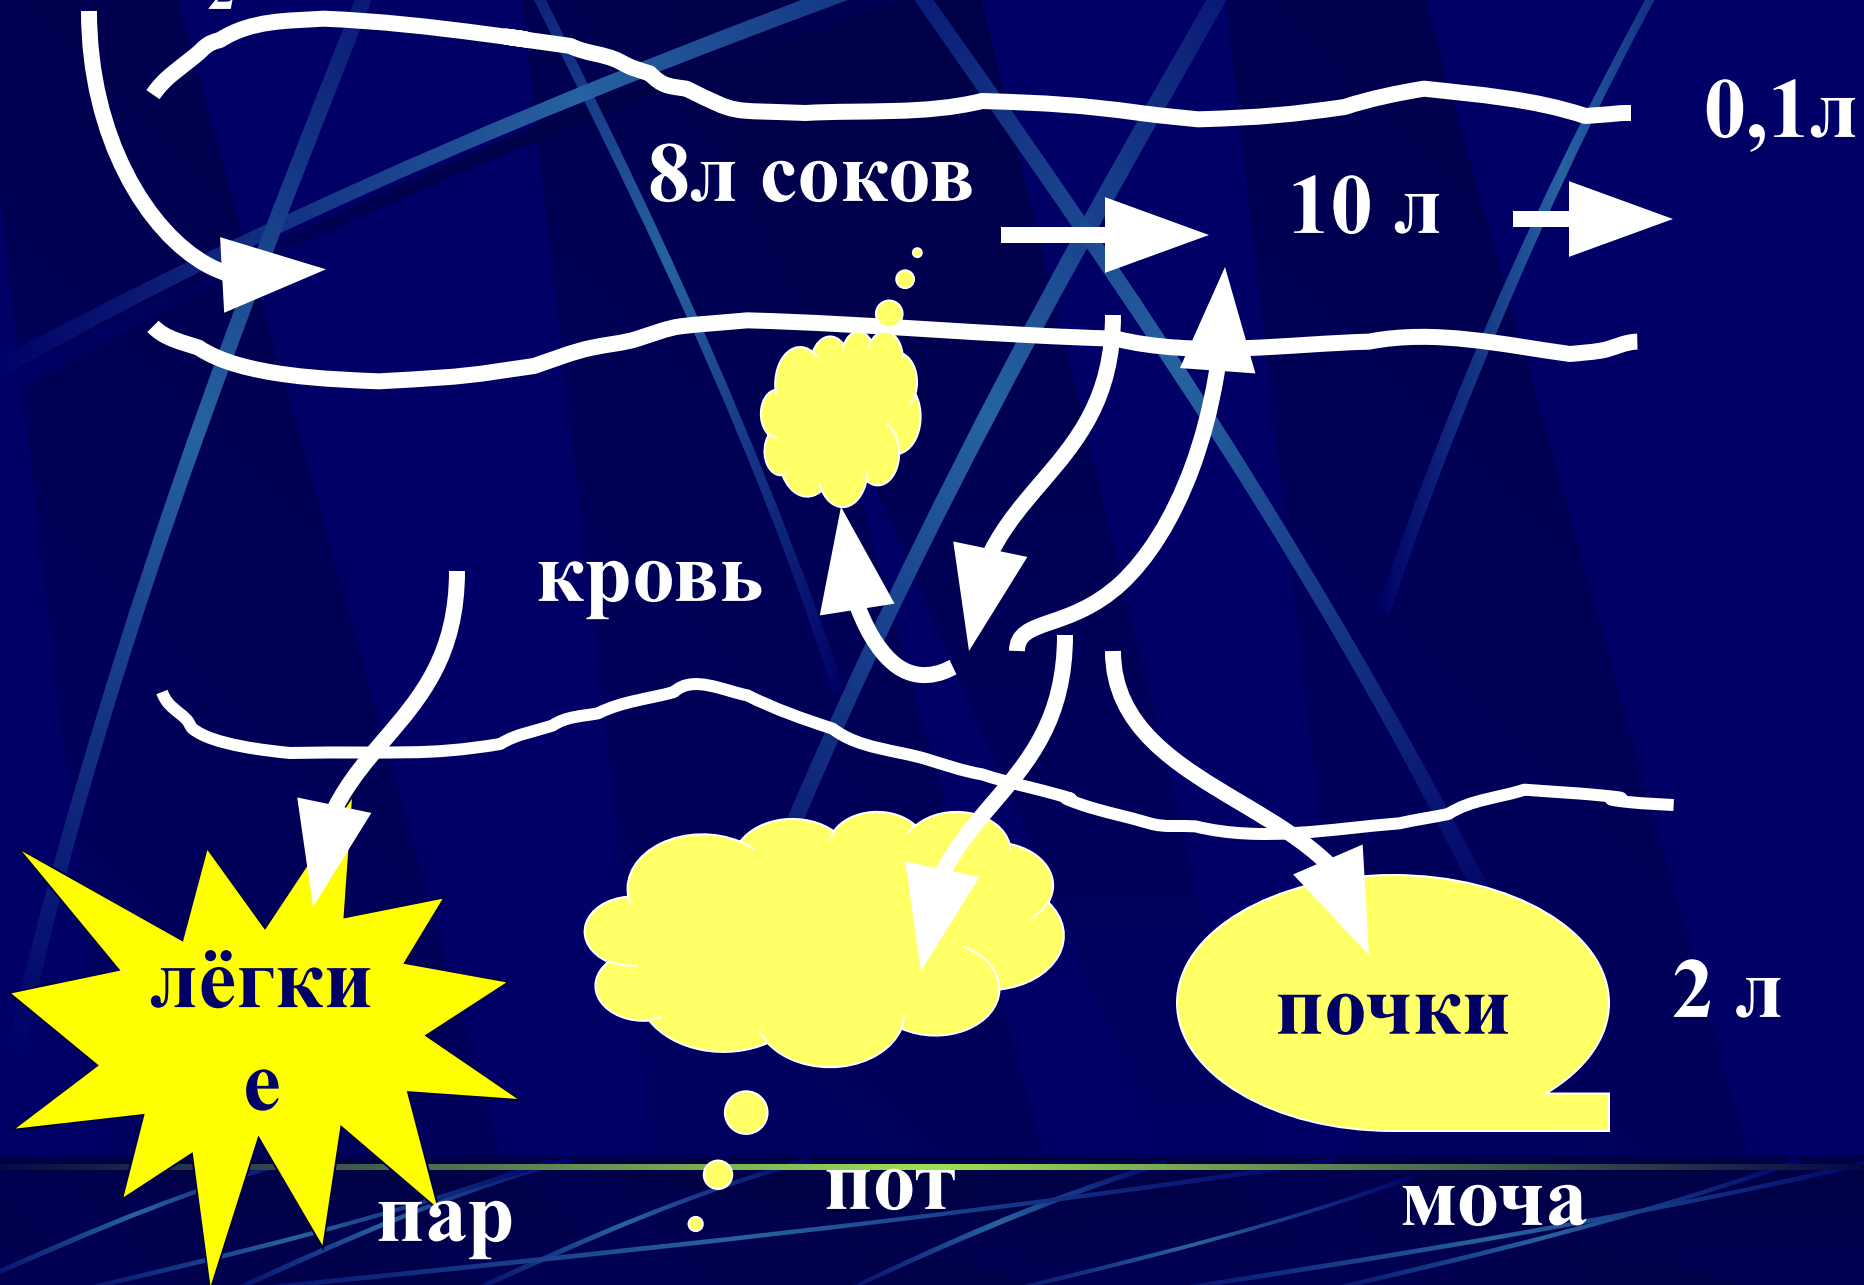 0,1л
8л соков
10 л
кровь
лёгки
е
почки
2 л
пар
пот
моча